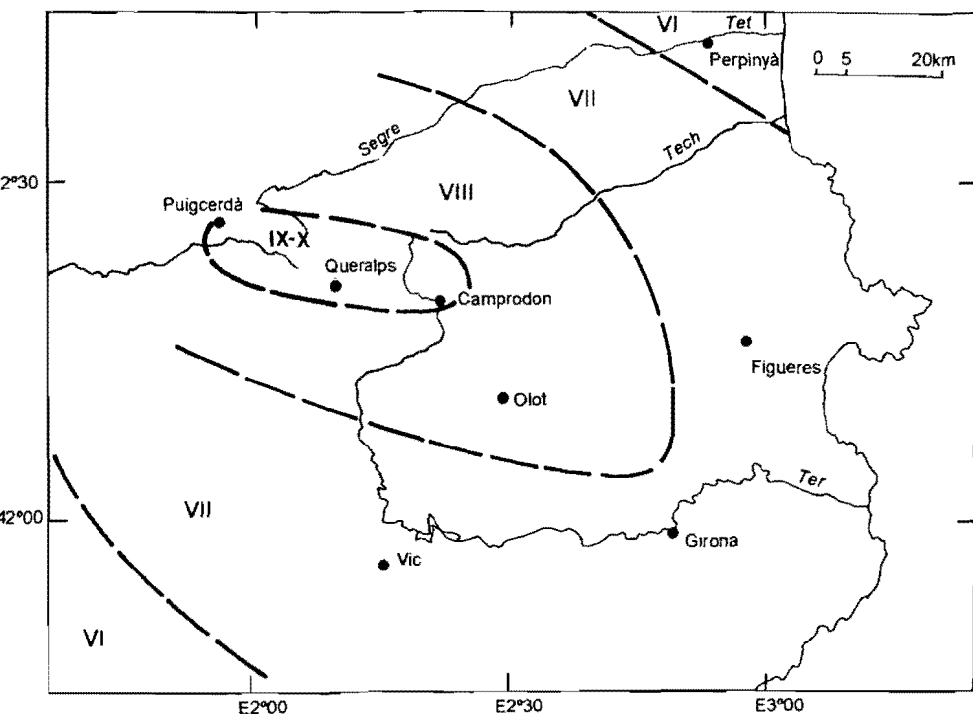 VI
Tet
Perpinyà
0 5 20km
VII
Segre
Tech
2°30
VIII
Puigcerdà
IX-X
Queralps
Camprodon
Figueres
Olot
Ter
VII
42°00
Girona
Vic
VI
E2°00
E2°30
E3°00